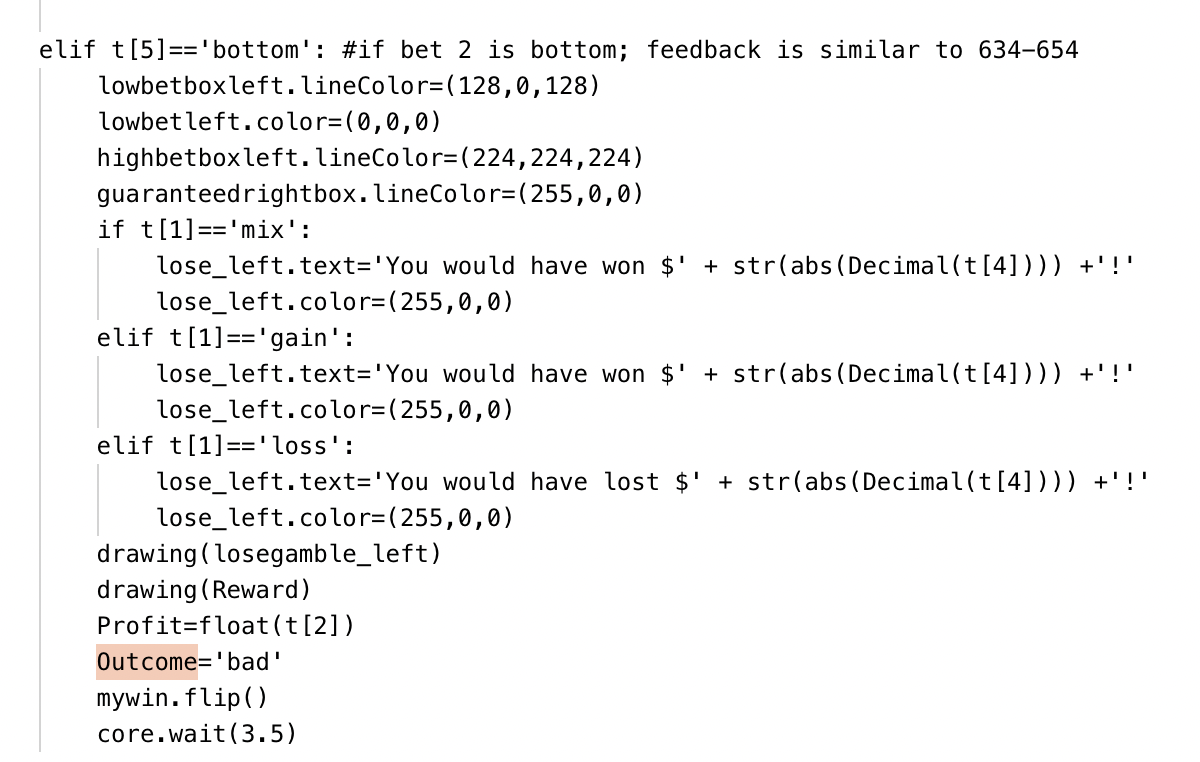 elif t[5]=='bottom': #if bet 2 is bottom; feedback is similar to 634-654
    lowbetboxleft.lineColor=(128,0,128)
    lowbetleft.color=(0,0,0)
    highbetboxleft.lineColor=(224,224,224)
    guaranteedrightbox.lineColor=(255,0,0)
    if t[1]=='mix':
        lose_left.text='You would have won $' + str(abs(Decimal(t[4]))) +'!'
        lose_left.color=(255,0,0)
    elif t[1]=='gain':
        lose_left.text='You would have won $' + str(abs(Decimal(t[4]))) +'!'
        lose_left.color=(255,0,0)
    elif t[1]=='loss':
        lose_left.text='You would have lost $' + str(abs(Decimal(t[4]))) +'!'
        lose_left.color=(255,0,0)
    drawing(losegamble_left)
    drawing(Reward)
    Profit=float(t[2])
    Outcome='bad'
    mywin.flip()
    core.wait(3.5)